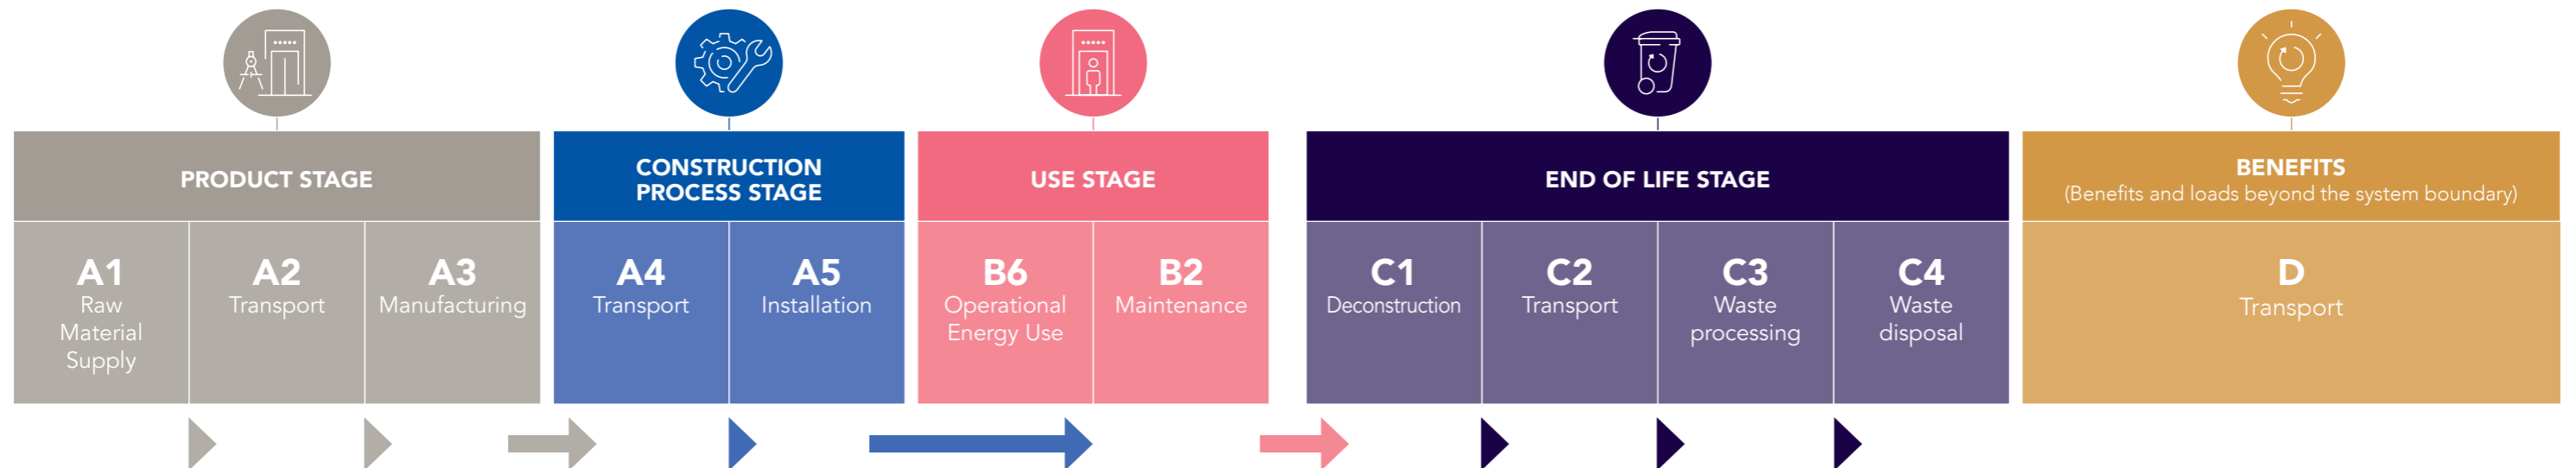 PRODUCT STAGE
A1
Raw
Material
Supply
A2
Transport
A3
Manufacturing
CONSTRUCTION
PROCESS STAGE
A4
Transport
A5
Installation
USE STAGE
B6
Operational
Energy Use
B2
Maintenance
END OF LIFE STAGE
C1
Deconstruction
C2
Transport
C3
Waste
processing
C4
Waste
disposal
BENEFITS
(Benefits and loads beyond the system boundary)
D
Transport